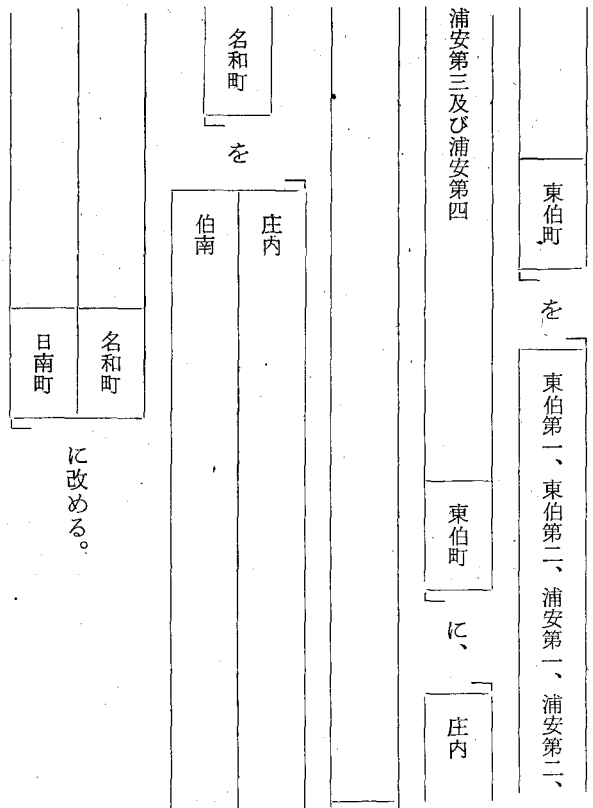 東伯町」を「東伯第一、東伯第二、浦安第一、浦安第二、
浦安第三及び浦安第四 東伯町」に、「庄内
名和町」を「庄内
伯南
名和町
日南町」に改める。